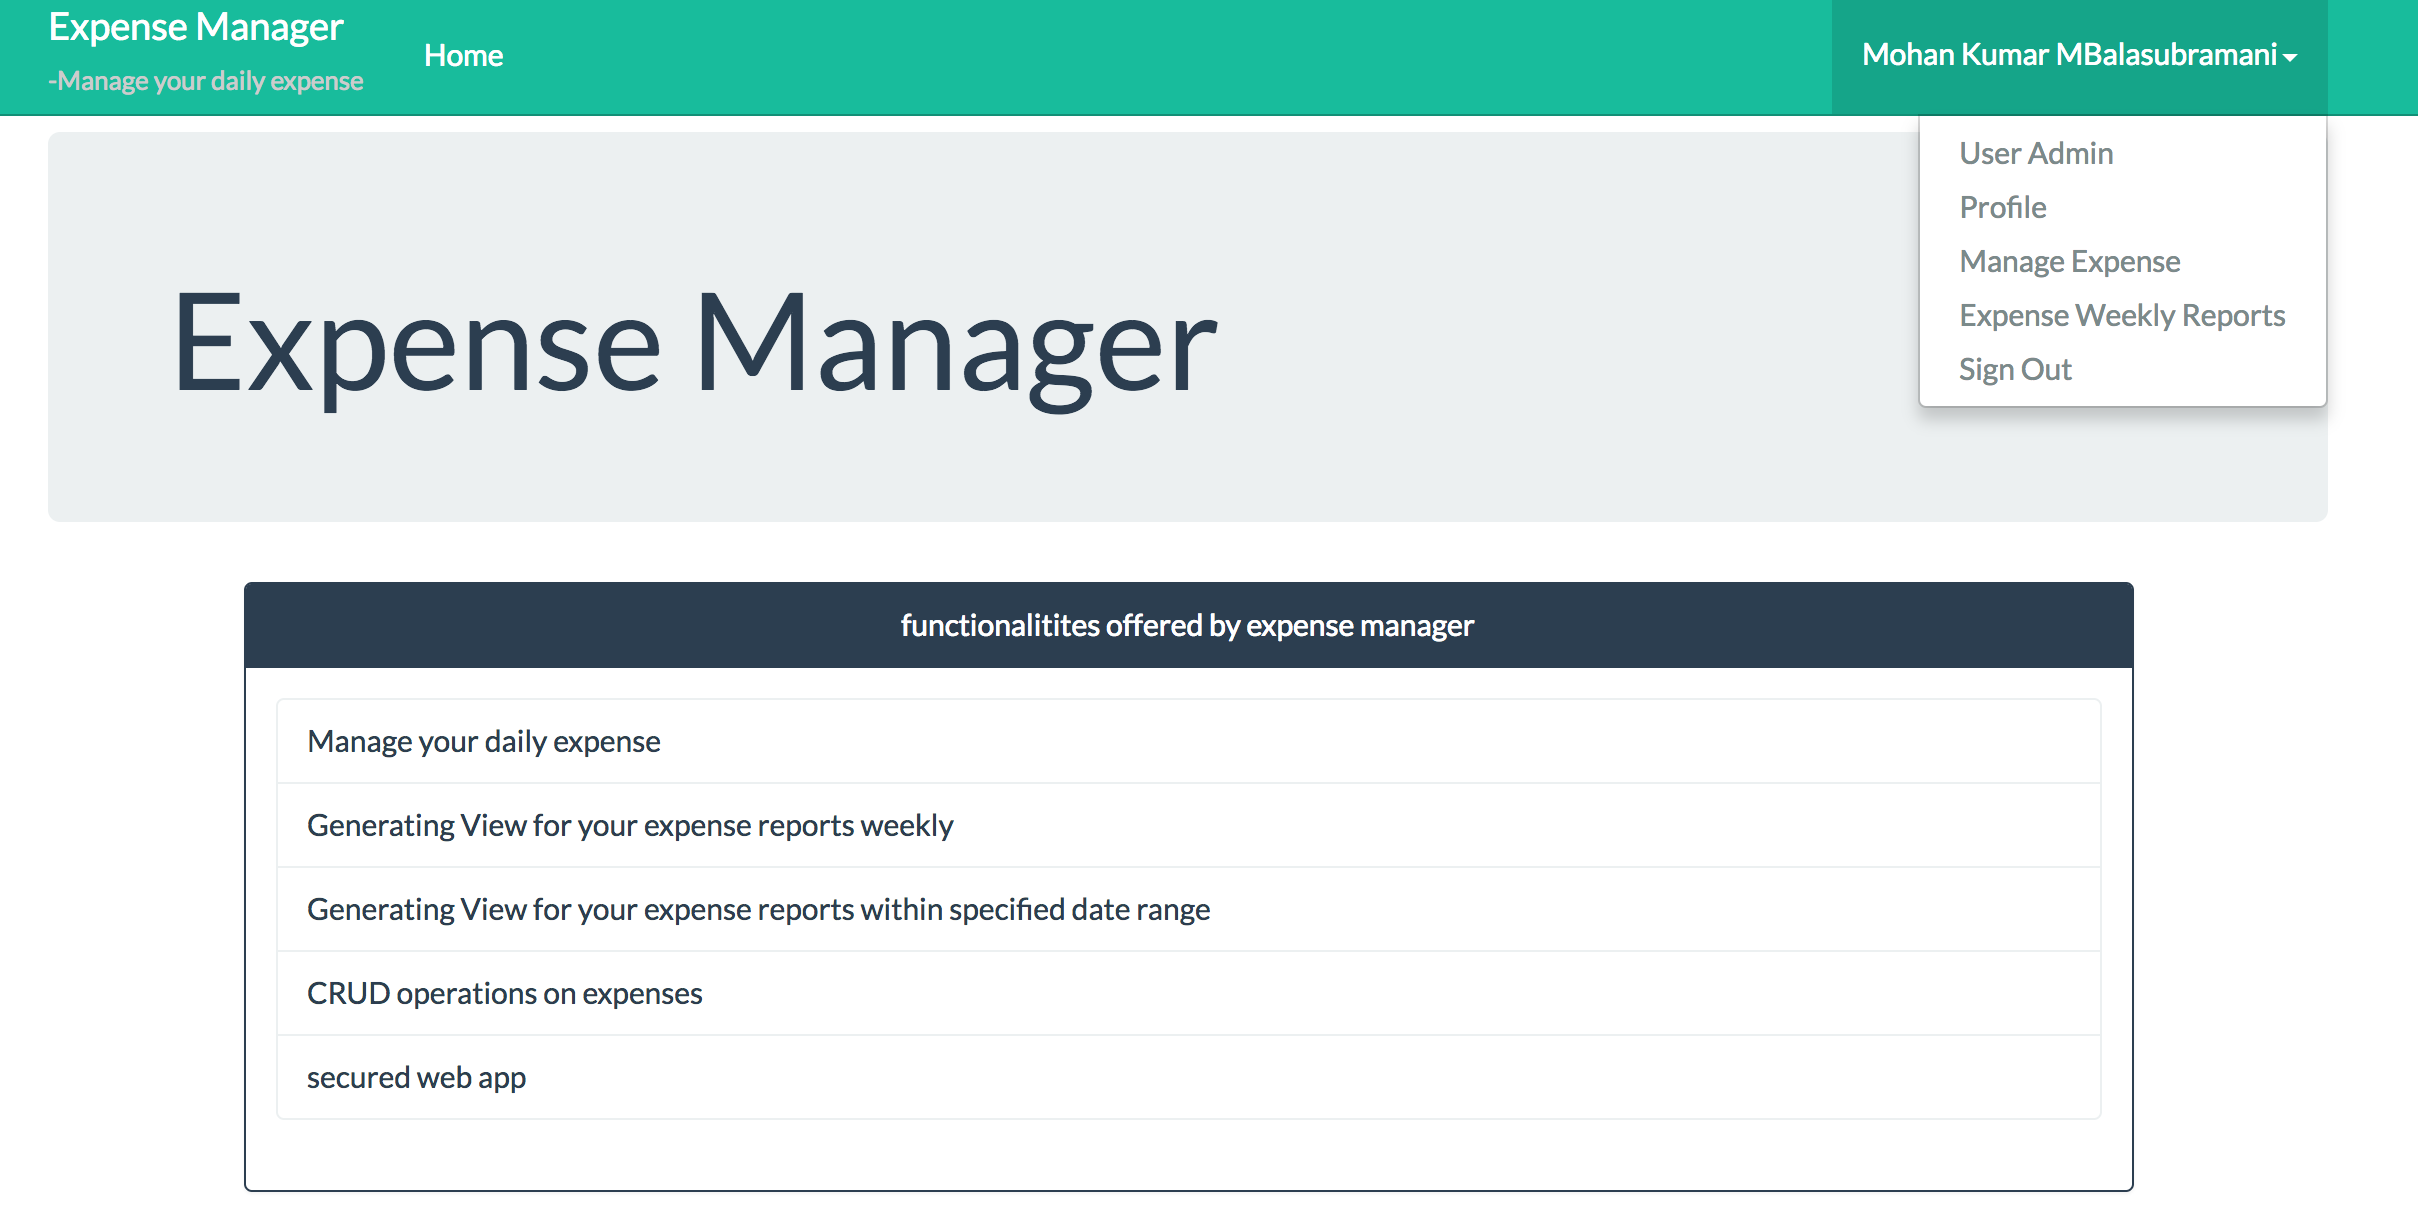 Expense Manager
-Manage your daily expense
Home
Mohan Kumar MBalasubramani
User Admin
Profile
Manage Expense
Expense Weekly Reports
Sign Out
Expense Manager
functionalitites offered by expense manager
Manage your daily expense
Generating View for your expense reports weekly
Generating View for your expense reports within specified date range
CRUD operations on expenses
secured web app